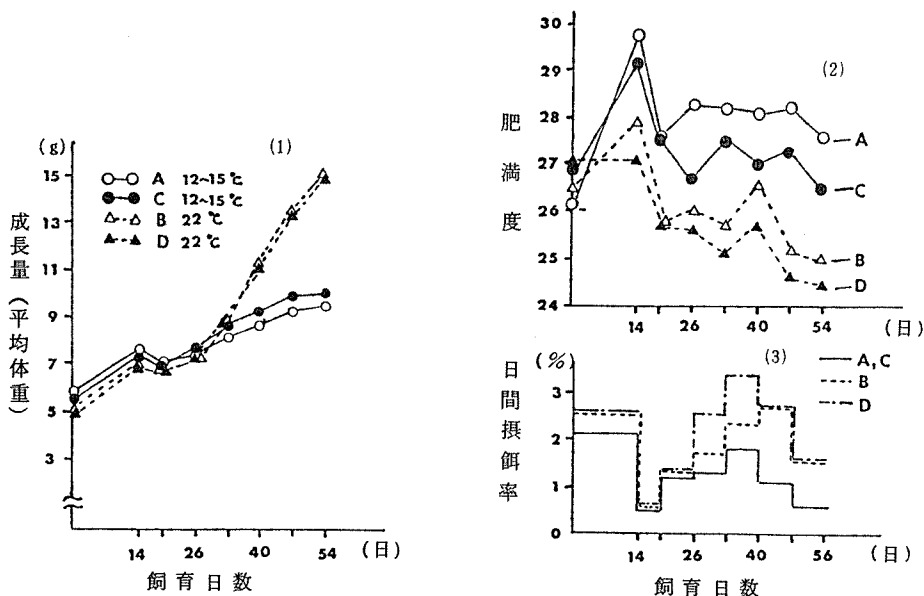 (1)
(g)
15
13
11
9
7
5
3
A 12~15℃
C 12~15℃
B 22℃
D 22℃
成長量（平均体重）
14 26 40 54 (日)
飼育日数
(2)
30
29
28
27
26
25
24
肥満度
A
C
B
D
14 26 40 54 (日)
(3)
(%)
3
2
1
0
日間摂餌率
A, C
B
D
14 26 40 56 (日)
飼育日数